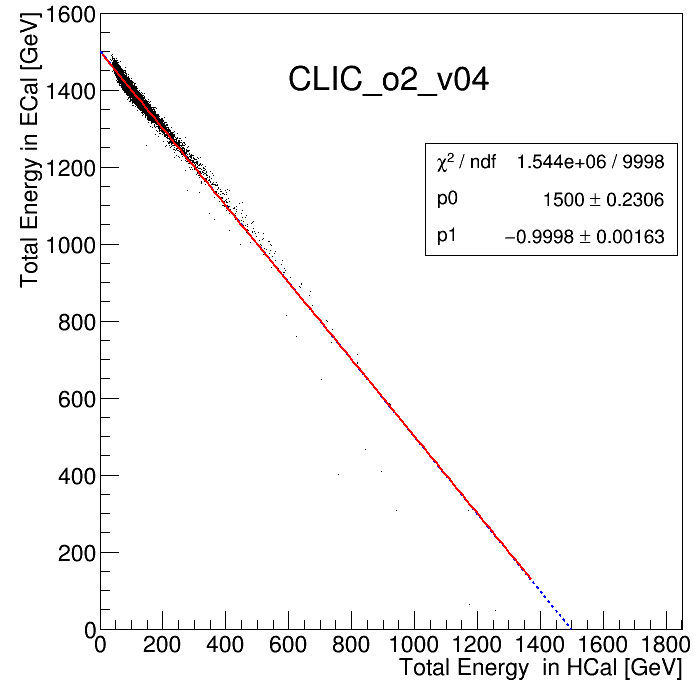 CLIC_o2_v04
χ² / ndf 1.544e+06 / 9998
p0 1500 ± 0.2306
p1 −0.9998 ± 0.00163
Total Energy in ECal [GeV]
1600
1400
1200
1000
800
600
400
200
0
0 200 400 600 800 1000 1200 1400 1600 1800
Total Energy in HCal [GeV]